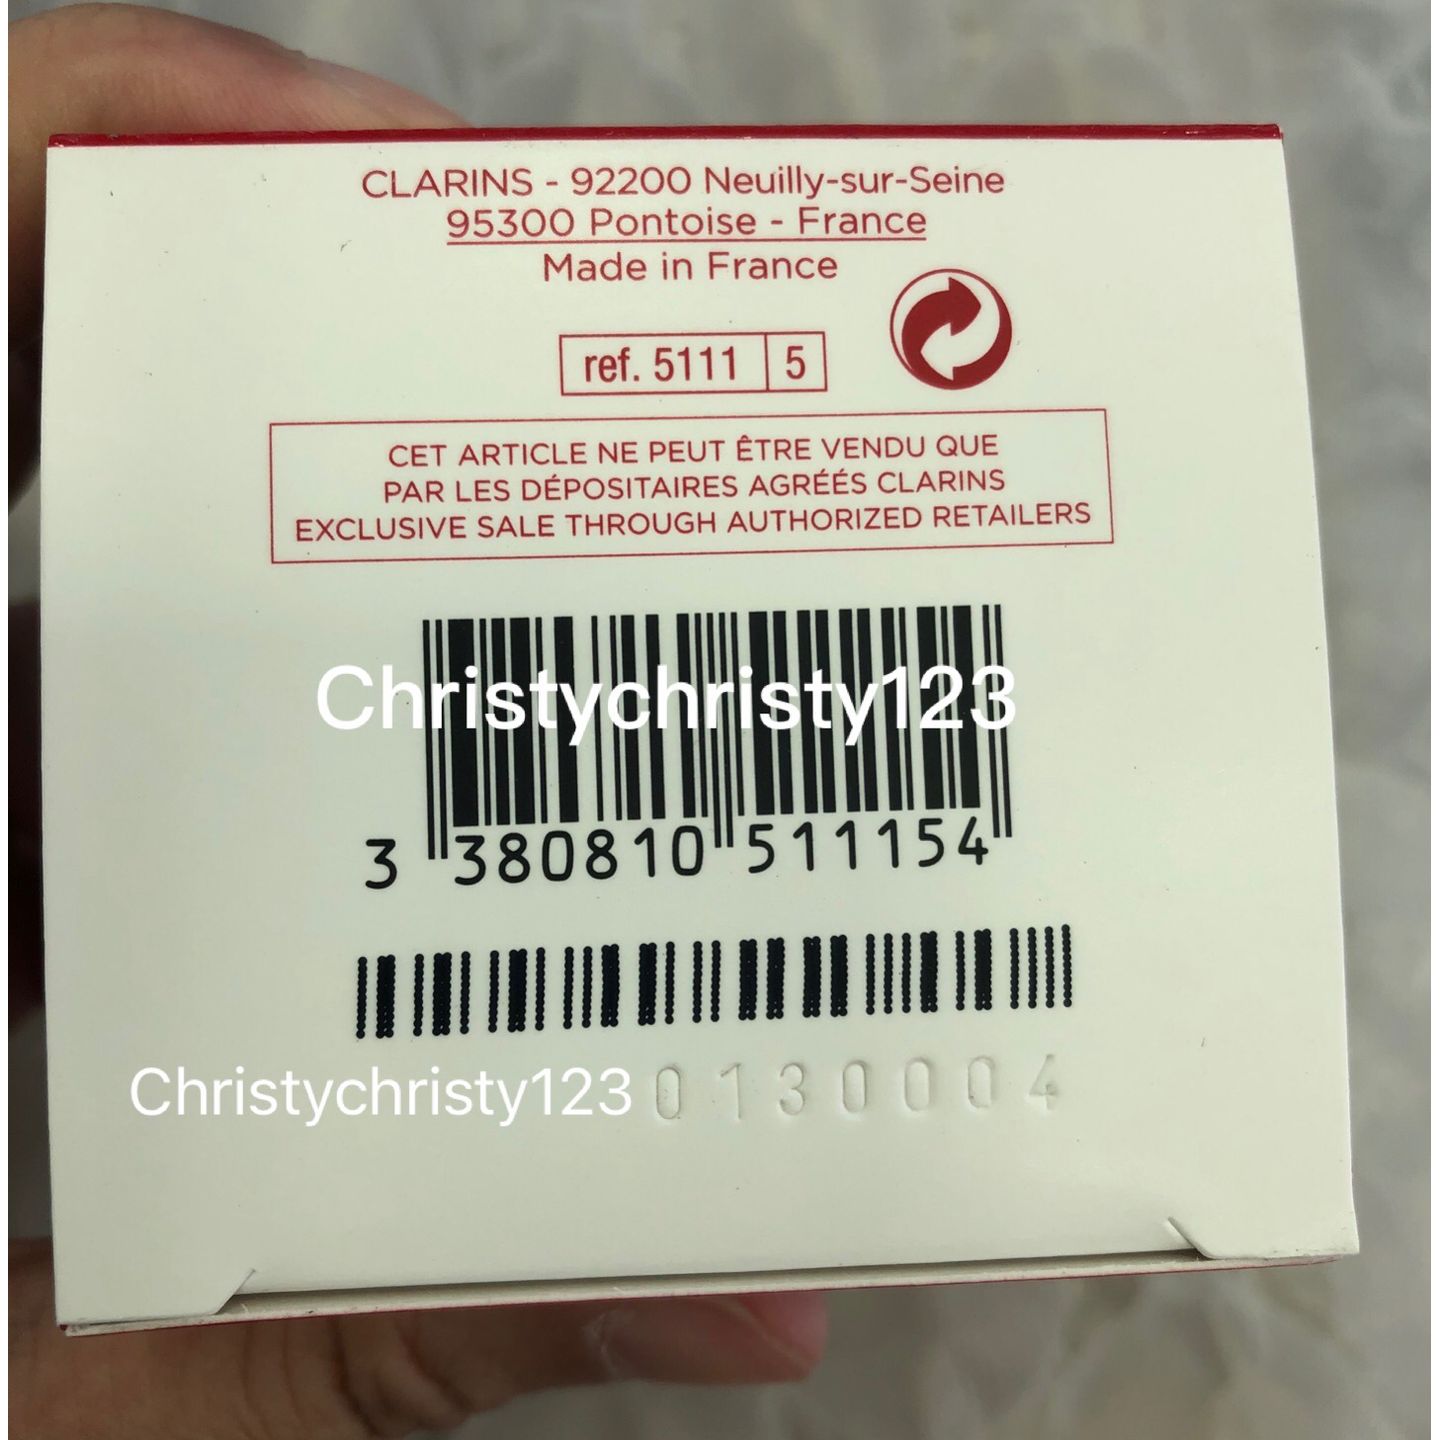 CLARINS - 92200 Neuilly-sur-Seine
95300 Pontoise - France
Made in France
ref. 5111 5
CET ARTICLE NE PEUT ÊTRE VENDU QUE
PAR LES DÉPOSITAIRES AGRÉÉS CLARINS
EXCLUSIVE SALE THROUGH AUTHORIZED RETAILERS
Christychristy123
3 380810 511154
Christychristy123 0130004